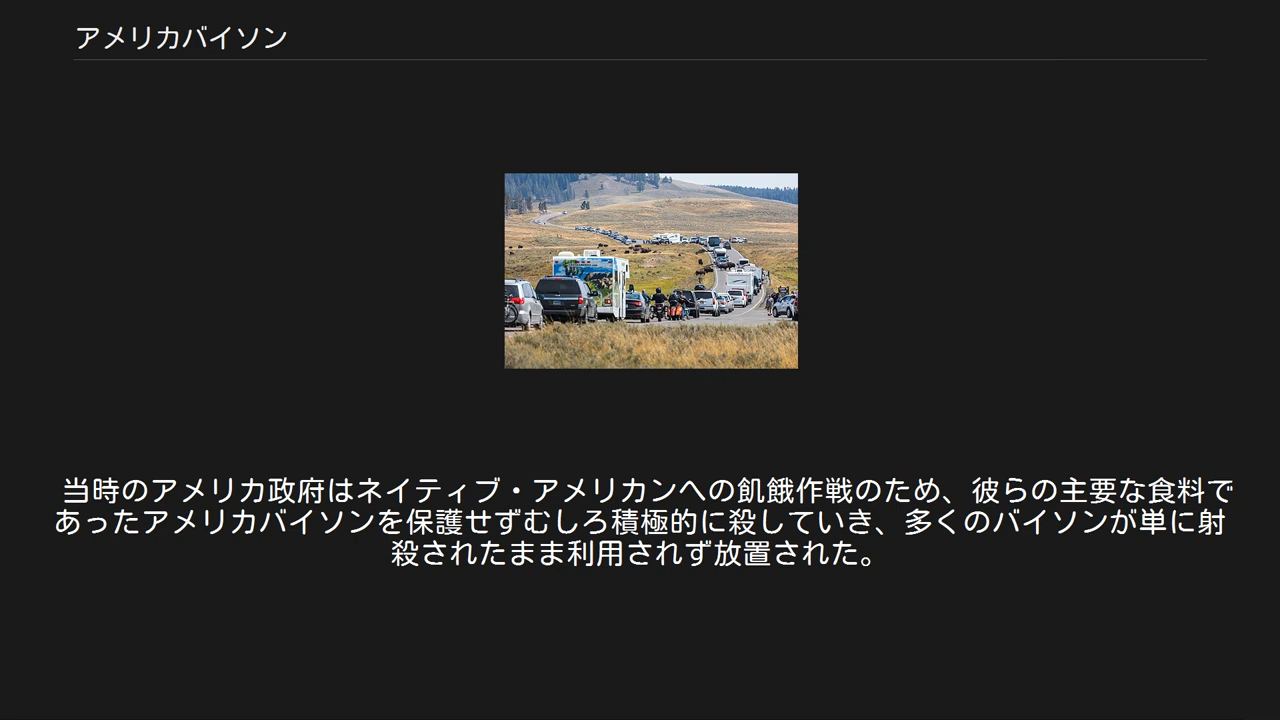 アメリカバイソン
当時のアメリカ政府はネイティブ・アメリカンへの飢餓作戦のため、彼らの主要な食料で
あったアメリカバイソンを保護せずむしろ積極的に殺していき、多くのバイソンが単に射
殺されたまま利用されず放置された。